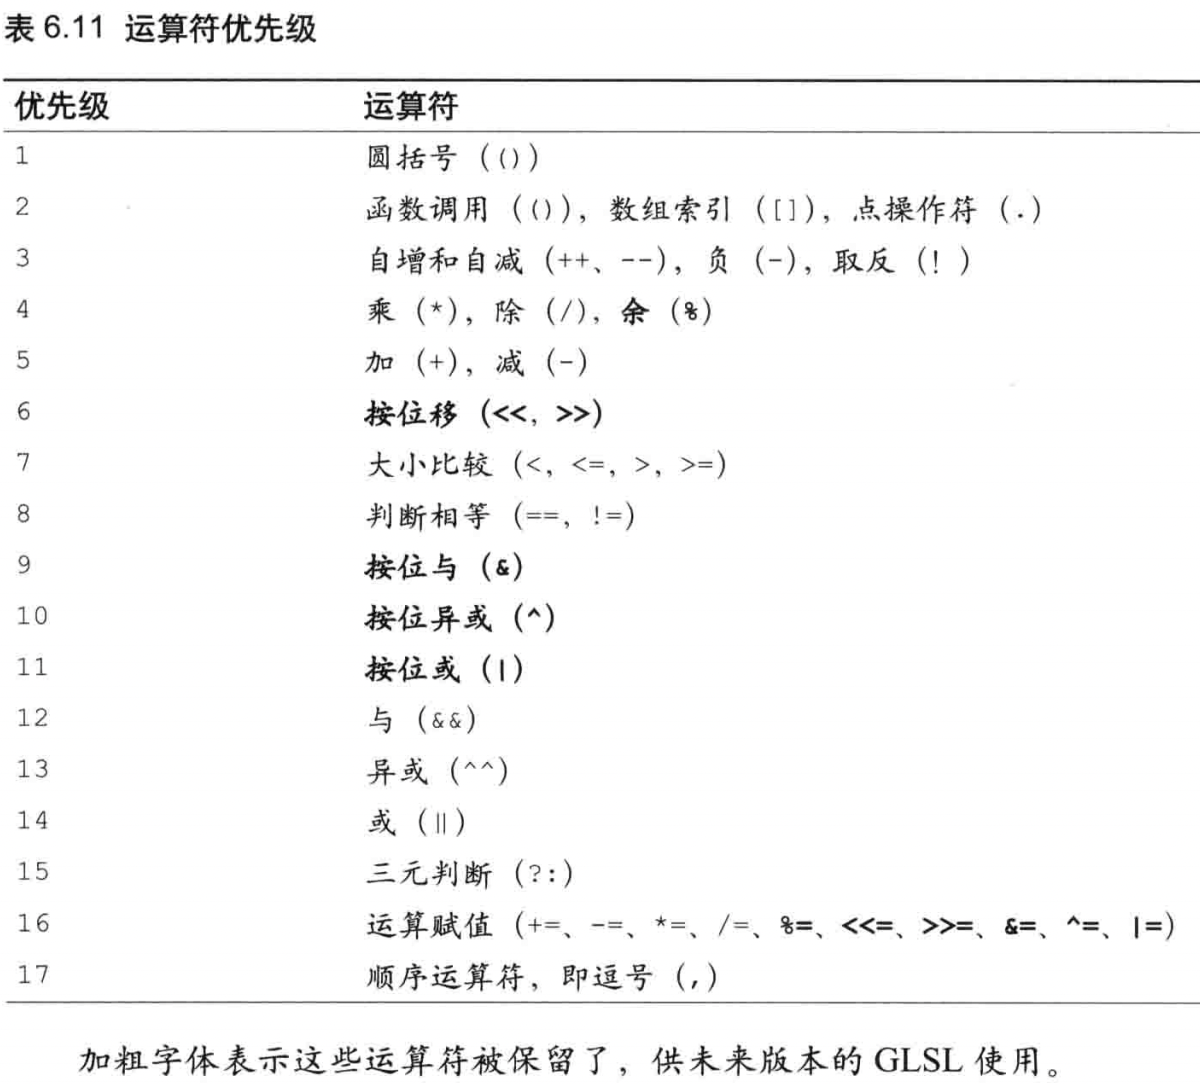 表 6.11 运算符优先级
优先级 运算符
1 圆括号（()）
2 函数调用（()），数组索引（[]），点操作符（.）
3 自增和自减（++、--），负（-），取反（! ）
4 乘（*），除（/），余（%）
5 加（+），减（-）
6 按位移（<<，>>）
7 大小比较（<，<=，>，>=）
8 判断相等（==，!=）
9 按位与（&）
10 按位异或（^）
11 按位或（|）
12 与（&&）
13 异或（^^）
14 或（||）
15 三元判断（?:）
16 运算赋值（+=、-=、*=、/=、%=、<<=、>>=、&=、^=、|=）
17 顺序运算符，即逗号（,）
加粗字体表示这些运算符被保留了，供未来版本的 GLSL 使用。